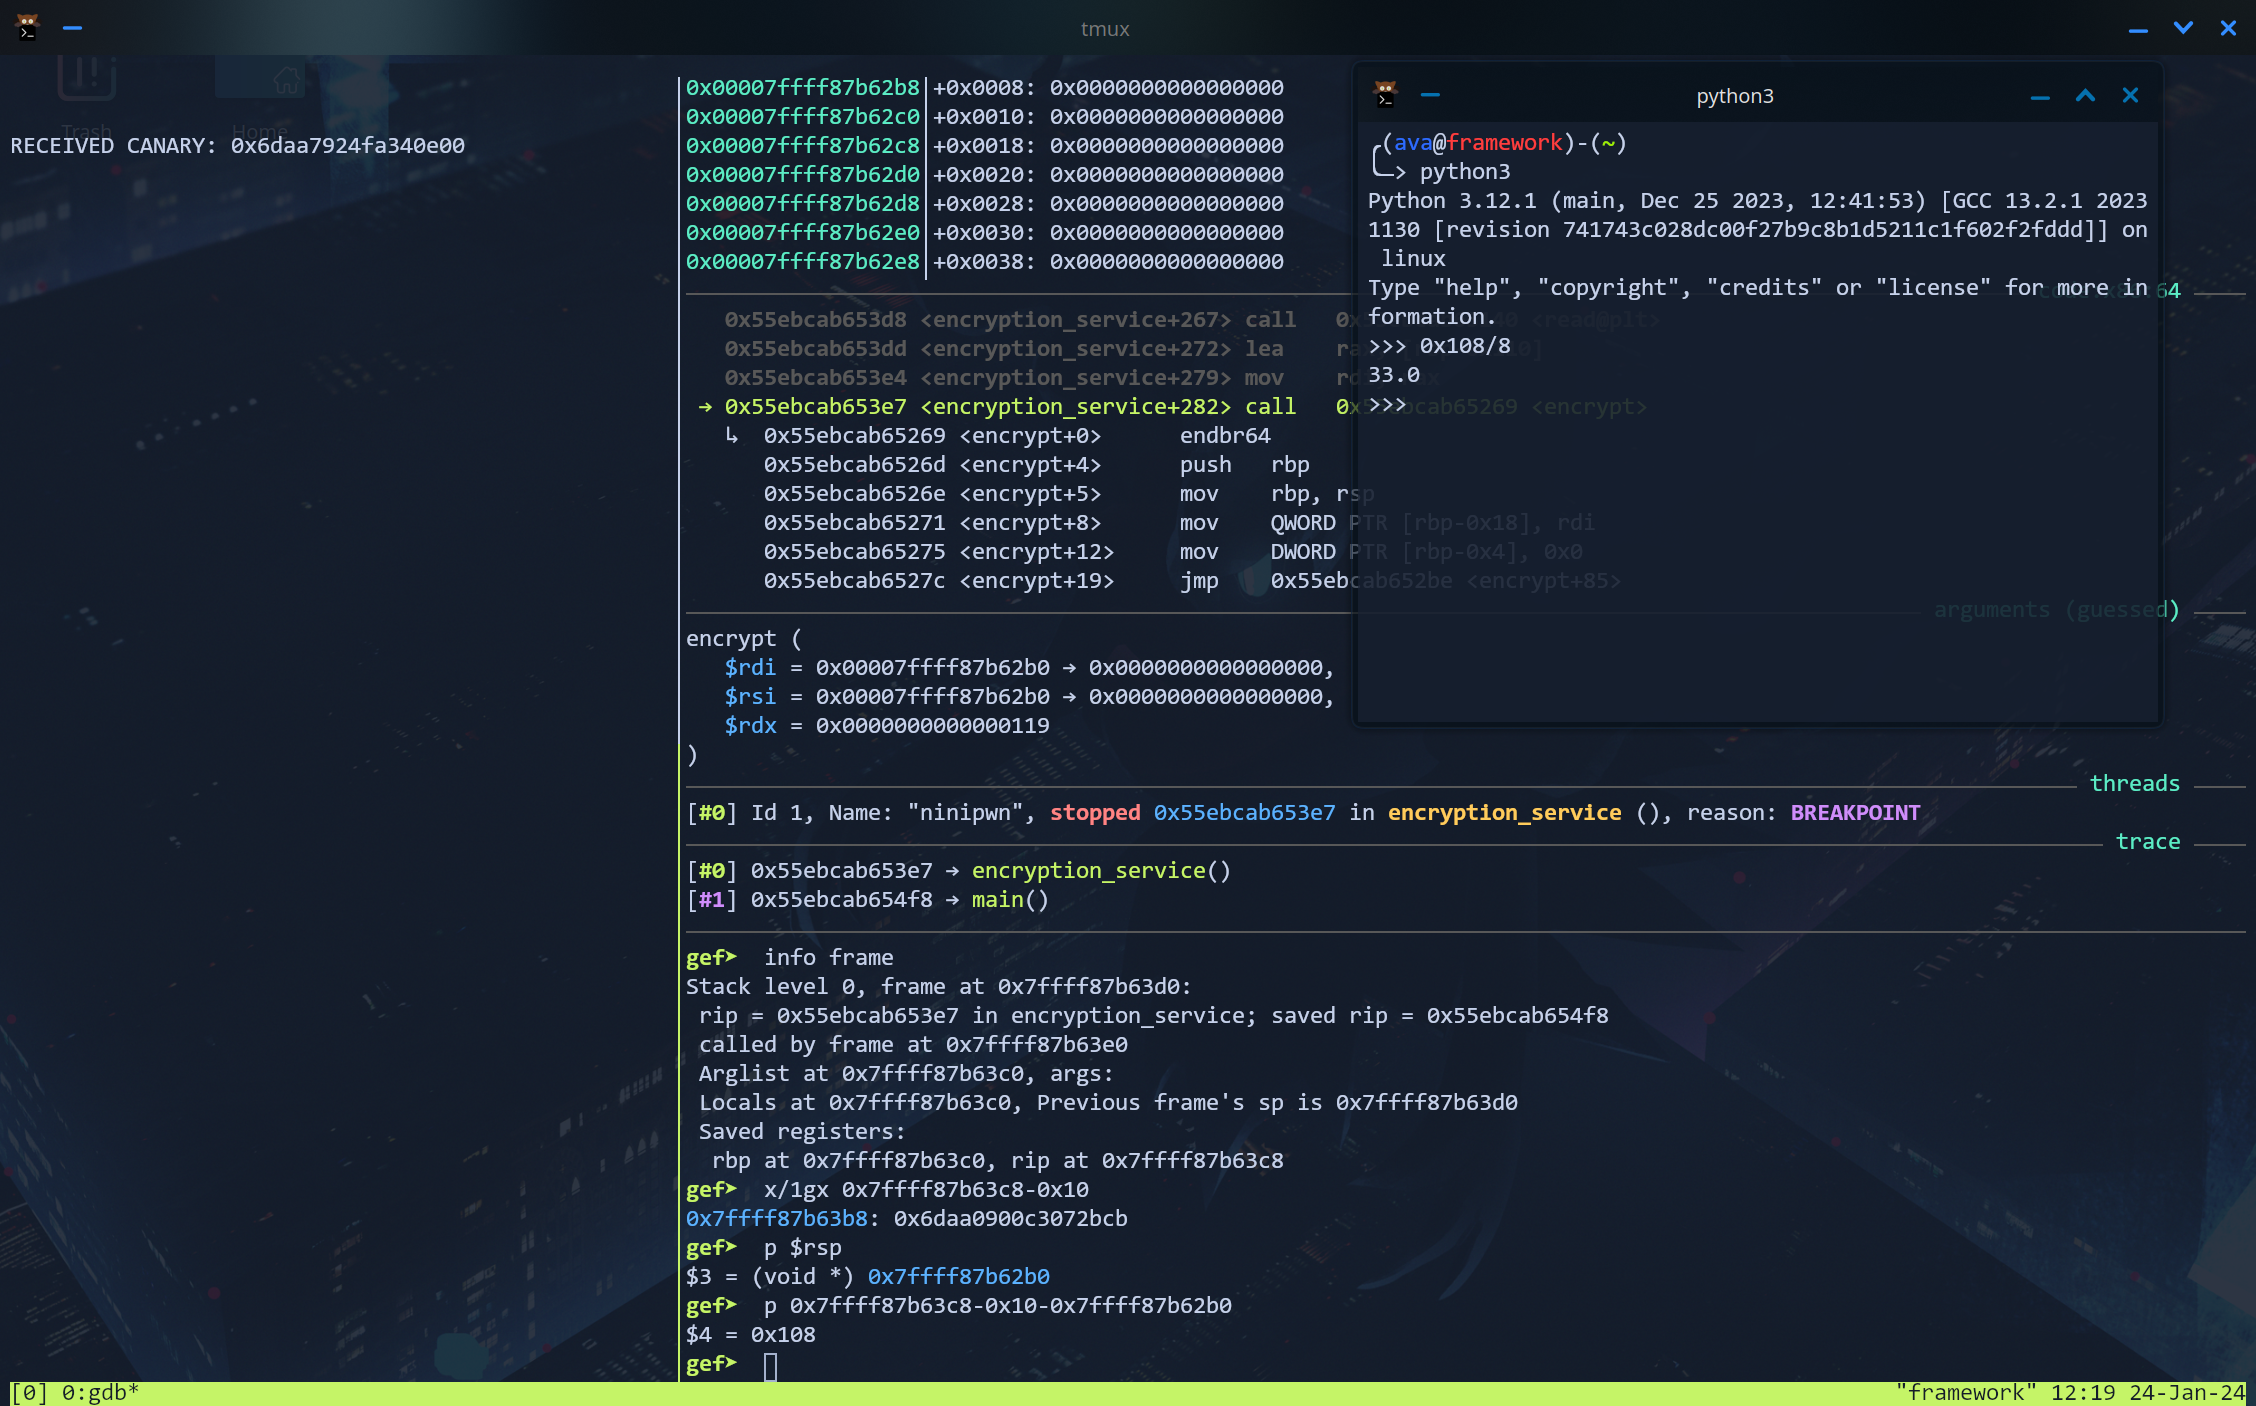 tmux
Trash
Home
RECEIVED CANARY: 0x6daa7924fa340e00
0x00007ffff87b62b8│+0x0008: 0x0000000000000000
0x00007ffff87b62c0│+0x0010: 0x0000000000000000
0x00007ffff87b62c8│+0x0018: 0x0000000000000000
0x00007ffff87b62d0│+0x0020: 0x0000000000000000
0x00007ffff87b62d8│+0x0028: 0x0000000000000000
0x00007ffff87b62e0│+0x0030: 0x0000000000000000
0x00007ffff87b62e8│+0x0038: 0x0000000000000000
64
0x55ebcab653d8 <encryption_service+267> call 0x <read@plt>
0x55ebcab653dd <encryption_service+272> lea
0x55ebcab653e4 <encryption_service+279> mov
→ 0x55ebcab653e7 <encryption_service+282> call 0x55ebcab65269 <encrypt>
↳ 0x55ebcab65269 <encrypt+0> endbr64
0x55ebcab6526d <encrypt+4> push rbp
0x55ebcab6526e <encrypt+5> mov rbp, rsp
0x55ebcab65271 <encrypt+8> mov QWORD PTR [rbp-0x18], rdi
0x55ebcab65275 <encrypt+12> mov DWORD PTR [rbp-0x4], 0x0
0x55ebcab6527c <encrypt+19> jmp 0x55ebcab652be <encrypt+85>
arguments (guessed)
encrypt (
$rdi = 0x00007ffff87b62b0 → 0x0000000000000000,
$rsi = 0x00007ffff87b62b0 → 0x0000000000000000,
$rdx = 0x0000000000000119
)
threads
[#0] Id 1, Name: "ninipwn", stopped 0x55ebcab653e7 in encryption_service (), reason: BREAKPOINT
trace
[#0] 0x55ebcab653e7 → encryption_service()
[#1] 0x55ebcab654f8 → main()
gef➤ info frame
Stack level 0, frame at 0x7ffff87b63d0:
rip = 0x55ebcab653e7 in encryption_service; saved rip = 0x55ebcab654f8
called by frame at 0x7ffff87b63e0
Arglist at 0x7ffff87b63c0, args:
Locals at 0x7ffff87b63c0, Previous frame's sp is 0x7ffff87b63d0
Saved registers:
rbp at 0x7ffff87b63c0, rip at 0x7ffff87b63c8
gef➤ x/1gx 0x7ffff87b63c8-0x10
0x7ffff87b63b8: 0x6daa0900c3072bcb
gef➤ p $rsp
$3 = (void *) 0x7ffff87b62b0
gef➤ p 0x7ffff87b63c8-0x10-0x7ffff87b62b0
$4 = 0x108
gef➤
python3
(ava@framework)-(~)
> python3
Python 3.12.1 (main, Dec 25 2023, 12:41:53) [GCC 13.2.1 2023
1130 [revision 741743c028dc00f27b9c8b1d5211c1f602f2fddd]] on
linux
Type "help", "copyright", "credits" or "license" for more in
formation.
>>> 0x108/8
33.0
>>>
[0] 0:gdb*
"framework" 12:19 24-Jan-24